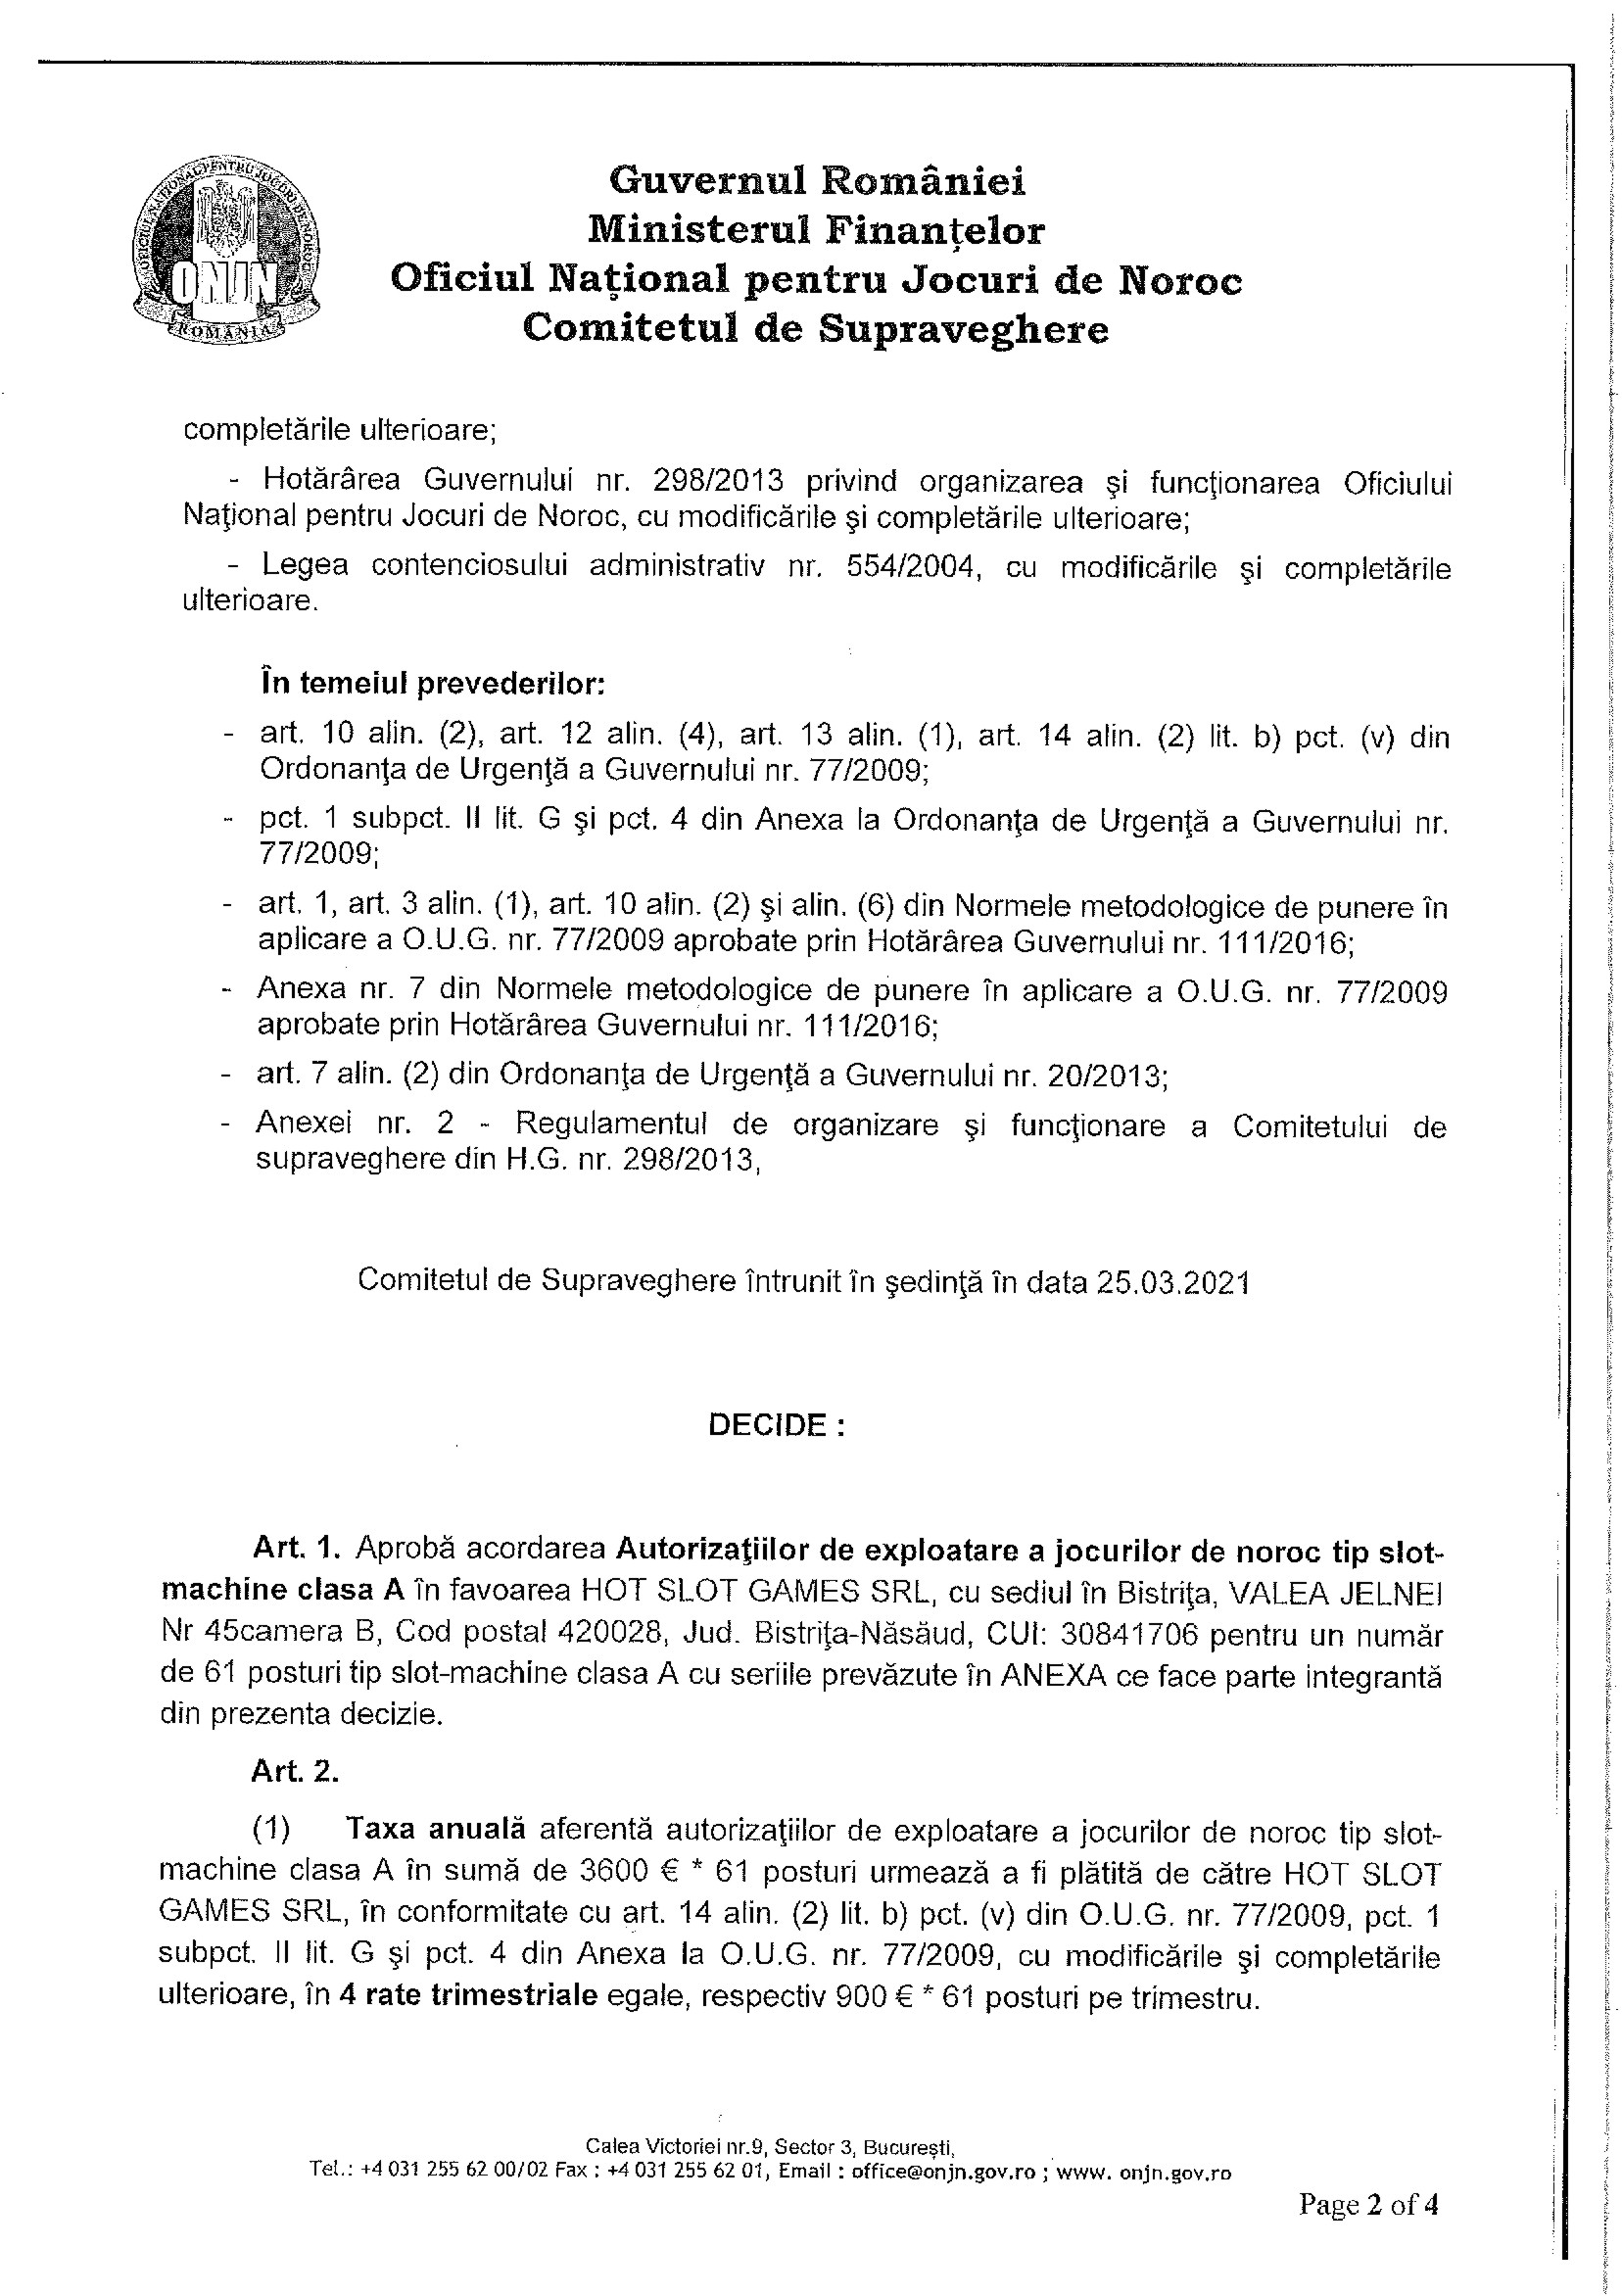 OFICIUL NAȚIONAL PENTRU JOCURI DE NOROC
ONJN
ROMANIA
Guvernul României
Ministerul Finanțelor
Oficiul Național pentru Jocuri de Noroc
Comitetul de Supraveghere
completările ulterioare;
- Hotărârea Guvernului nr. 298/2013 privind organizarea şi funcţionarea Oficiului
Naţional pentru Jocuri de Noroc, cu modificările şi completările ulterioare;
- Legea contenciosului administrativ nr. 554/2004, cu modificările şi completările
ulterioare.
În temeiul prevederilor:
- art. 10 alin. (2), art. 12 alin. (4), art. 13 alin. (1), art. 14 alin. (2) lit. b) pct. (v) din
Ordonanţa de Urgenţă a Guvernului nr. 77/2009;
- pct. 1 subpct. II lit. G şi pct. 4 din Anexa la Ordonanţa de Urgenţă a Guvernului nr.
77/2009;
- art. 1, art. 3 alin. (1), art. 10 alin. (2) şi alin. (6) din Normele metodologice de punere în
aplicare a O.U.G. nr. 77/2009 aprobate prin Hotărârea Guvernului nr. 111/2016;
- Anexa nr. 7 din Normele metodologice de punere în aplicare a O.U.G. nr. 77/2009
aprobate prin Hotărârea Guvernului nr. 111/2016;
- art. 7 alin. (2) din Ordonanţa de Urgenţă a Guvernului nr. 20/2013;
- Anexei nr. 2 - Regulamentul de organizare şi funcţionare a Comitetului de
supraveghere din H.G. nr. 298/2013,
Comitetul de Supraveghere întrunit în şedinţă în data 25.03.2021
DECIDE :
Art. 1. Aprobă acordarea Autorizaţiilor de exploatare a jocurilor de noroc tip slot-
machine clasa A în favoarea HOT SLOT GAMES SRL, cu sediul în Bistriţa, VALEA JELNEI
Nr 45camera B, Cod postal 420028, Jud. Bistriţa-Năsăud, CUI: 30841706 pentru un număr
de 61 posturi tip slot-machine clasa A cu seriile prevăzute în ANEXA ce face parte integrantă
din prezenta decizie.
Art. 2.
(1) Taxa anuală aferentă autorizaţiilor de exploatare a jocurilor de noroc tip slot-
machine clasa A în sumă de 3600 € * 61 posturi urmează a fi plătită de către HOT SLOT
GAMES SRL, în conformitate cu art. 14 alin. (2) lit. b) pct. (v) din O.U.G. nr. 77/2009, pct. 1
subpct. II lit. G şi pct. 4 din Anexa la O.U.G. nr. 77/2009, cu modificările şi completările
ulterioare, în 4 rate trimestriale egale, respectiv 900 € * 61 posturi pe trimestru.
Calea Victoriei nr.9, Sector 3, București,
Tel.: +4 031 255 62 00/02 Fax : +4 031 255 62 01, Email : office@onjn.gov.ro ; www. onjn.gov.ro
Page 2 of 4